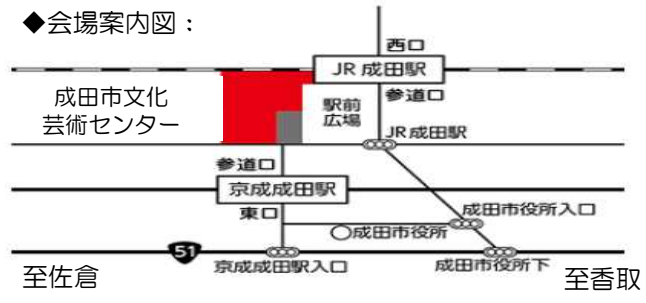 ◆会場案内図：
西口
JR 成田駅
成田市文化
芸術センター
駅前
広場
参道口
JR成田駅
参道口
京成成田駅
東口
成田市役所入口
○成田市役所
51
京成成田駅入口
成田市役所下
至佐倉
至香取